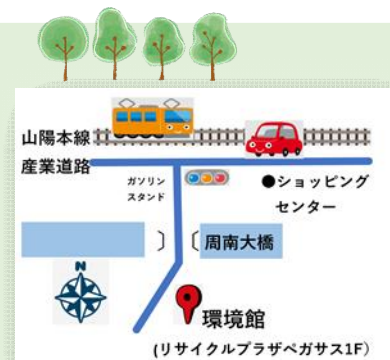 山陽本線
産業道路
ガソリン
スタンド
●ショッピング
センター
周南大橋
N
環境館
(リサイクルプラザペガサス1F)